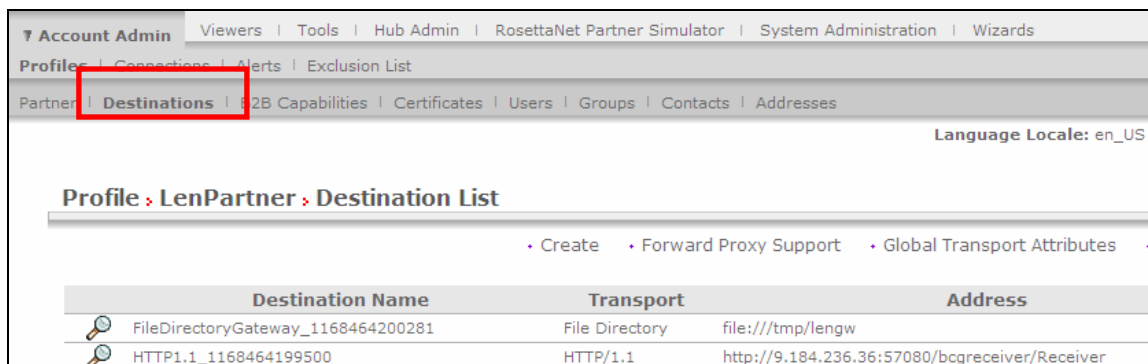 Account Admin Viewers | Tools | Hub Admin | RosettaNet Partner Simulator | System Administration | Wizards
Profiles | Connections | Alerts | Exclusion List
Partner | Destinations | B2B Capabilities | Certificates | Users | Groups | Contacts | Addresses
Language Locale: en_US
Profile LenPartner Destination List
Create Forward Proxy Support Global Transport Attributes
Destination Name Transport Address
FileDirectoryGateway_1168464200281 File Directory file:///tmp/lengw
HTTP1.1_1168464199500 HTTP/1.1 http://9.184.236.36:57080/bcgreceiver/Receiver